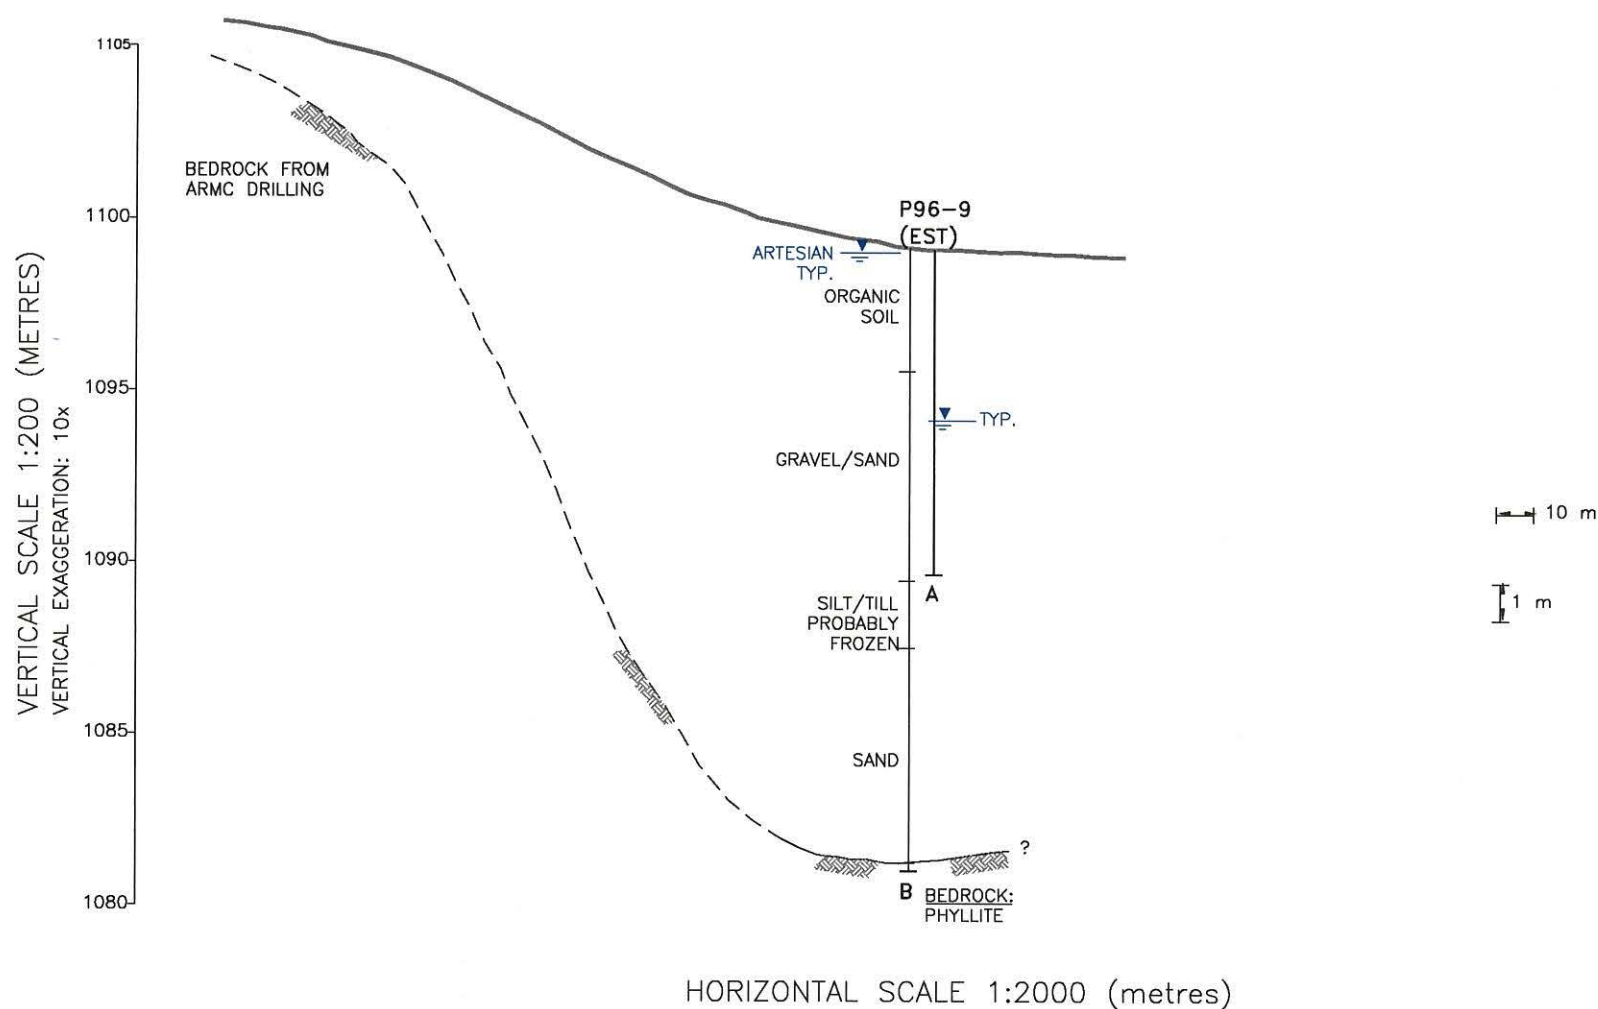 1105
1100
1095
1090
1085
1080
VERTICAL SCALE 1:200 (METRES)
VERTICAL EXAGGERATION: 10x
BEDROCK FROM
ARMC DRILLING
P96-9
(EST)
ARTESIAN
TYP.
ORGANIC
SOIL
TYP.
GRAVEL/SAND
10 m
A
SILT/TILL
PROBABLY
FROZEN
1 m
SAND
?
B
BEDROCK:
PHYLLITE
HORIZONTAL SCALE 1:2000 (metres)